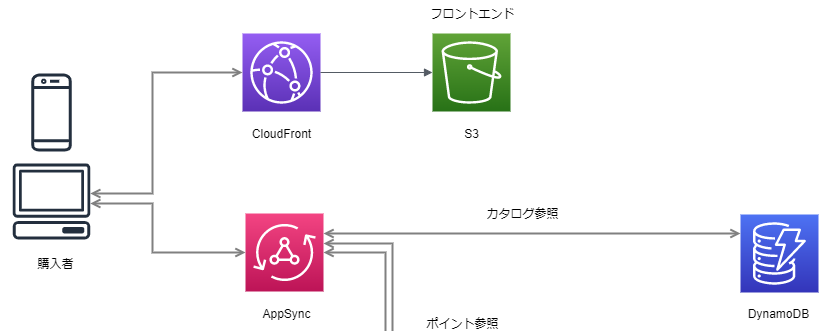 フロントエンド
CloudFront
S3
購入者
カタログ参照
AppSync
DynamoDB
ポイント参照